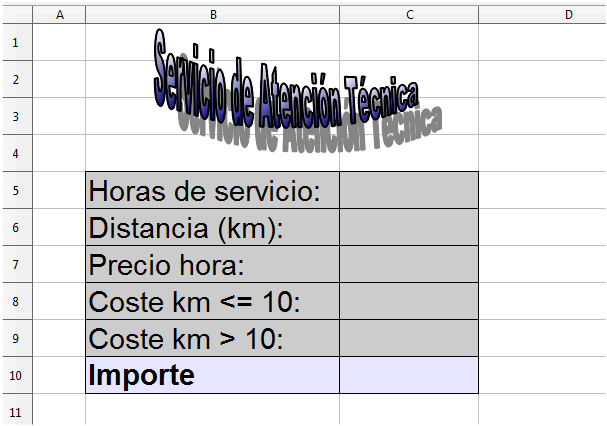 A B C D
1
Servicio de Atención Técnica
2
3
4
5 Horas de servicio:
6 Distancia (km):
7 Precio hora:
8 Coste km <= 10:
9 Coste km > 10:
10 Importe
11